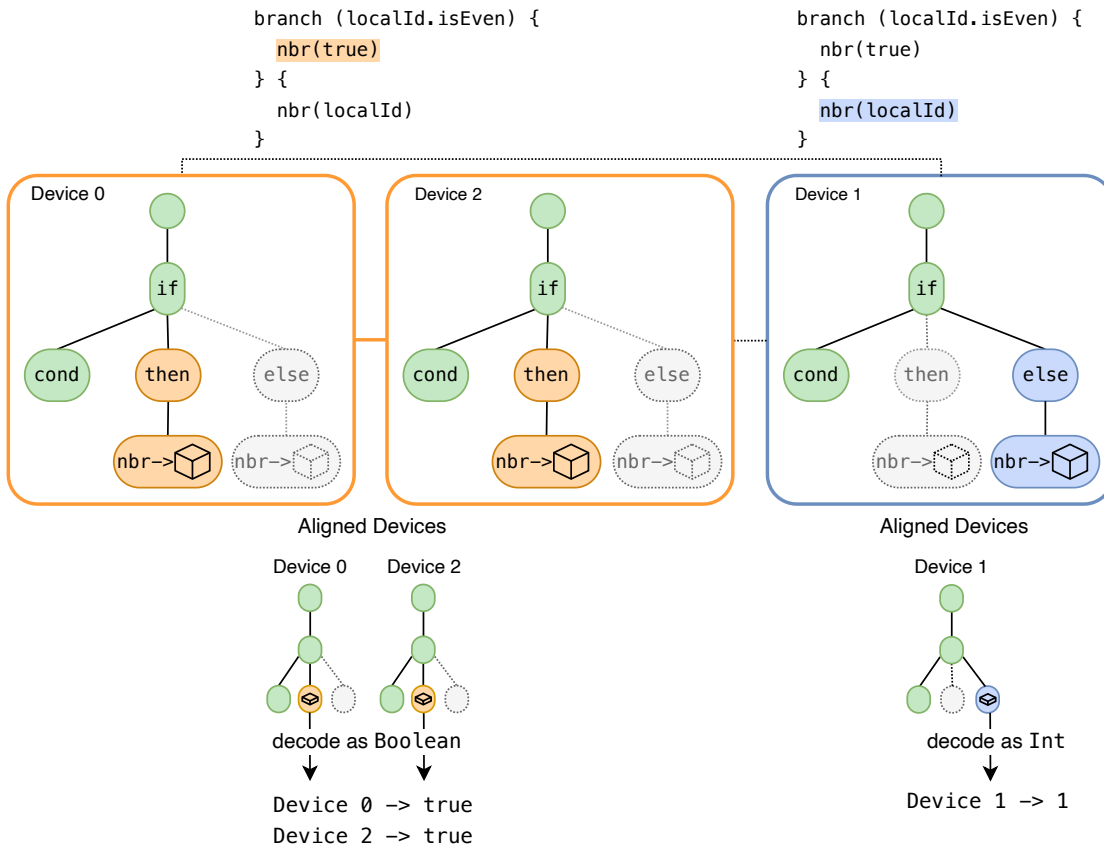 branch (localId.isEven) {
nbr(true)
} {
nbr(localId)
}
branch (localId.isEven) {
nbr(true)
} {
nbr(localId)
}
Device 0
if
cond
then
else
nbr->
nbr->
Device 2
if
cond
then
else
nbr->
nbr->
Device 1
if
cond
then
else
nbr->
nbr->
Aligned Devices
Device 0
Device 2
decode as Boolean
Device 0 -> true
Device 2 -> true
Aligned Devices
Device 1
decode as Int
Device 1 -> 1